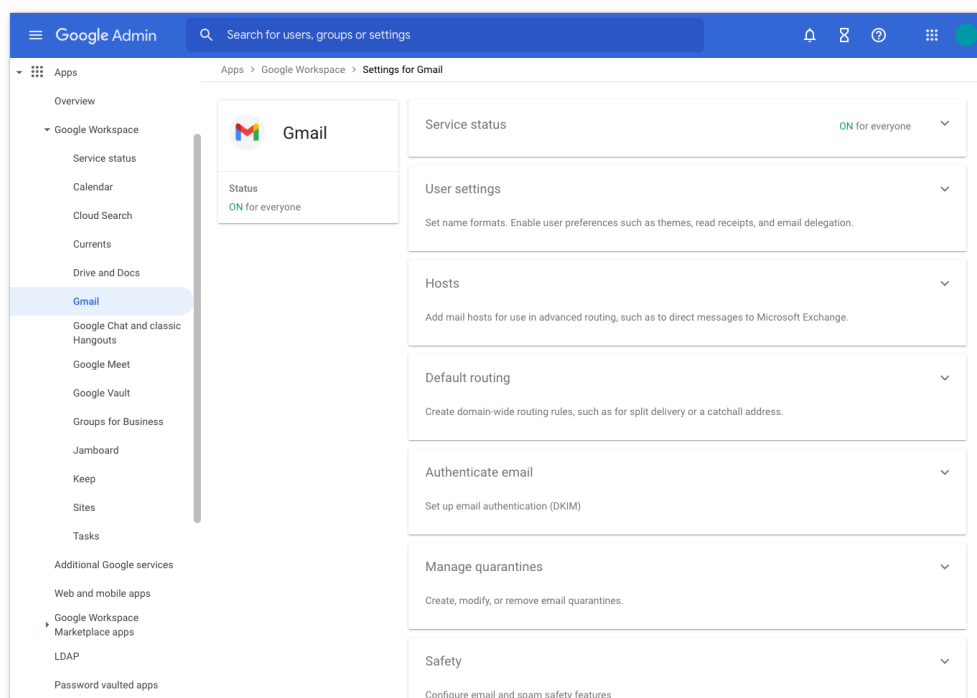 Google Admin
Search for users, groups or settings
Apps
Overview
Google Workspace
Service status
Calendar
Cloud Search
Currents
Drive and Docs
Gmail
Google Chat and classic
Hangouts
Google Meet
Google Vault
Groups for Business
Jamboard
Keep
Sites
Tasks
Additional Google services
Web and mobile apps
Google Workspace
Marketplace apps
LDAP
Password vaulted apps
Apps > Google Workspace > Settings for Gmail
Gmail
Status
ON for everyone
Service status
ON for everyone
User settings
Set name formats. Enable user preferences such as themes, read receipts, and email delegation.
Hosts
Add mail hosts for use in advanced routing, such as to direct messages to Microsoft Exchange.
Default routing
Create domain-wide routing rules, such as for split delivery or a catchall address.
Authenticate email
Set up email authentication (DKIM)
Manage quarantines
Create, modify, or remove email quarantines.
Safety
Configure email and spam safety features